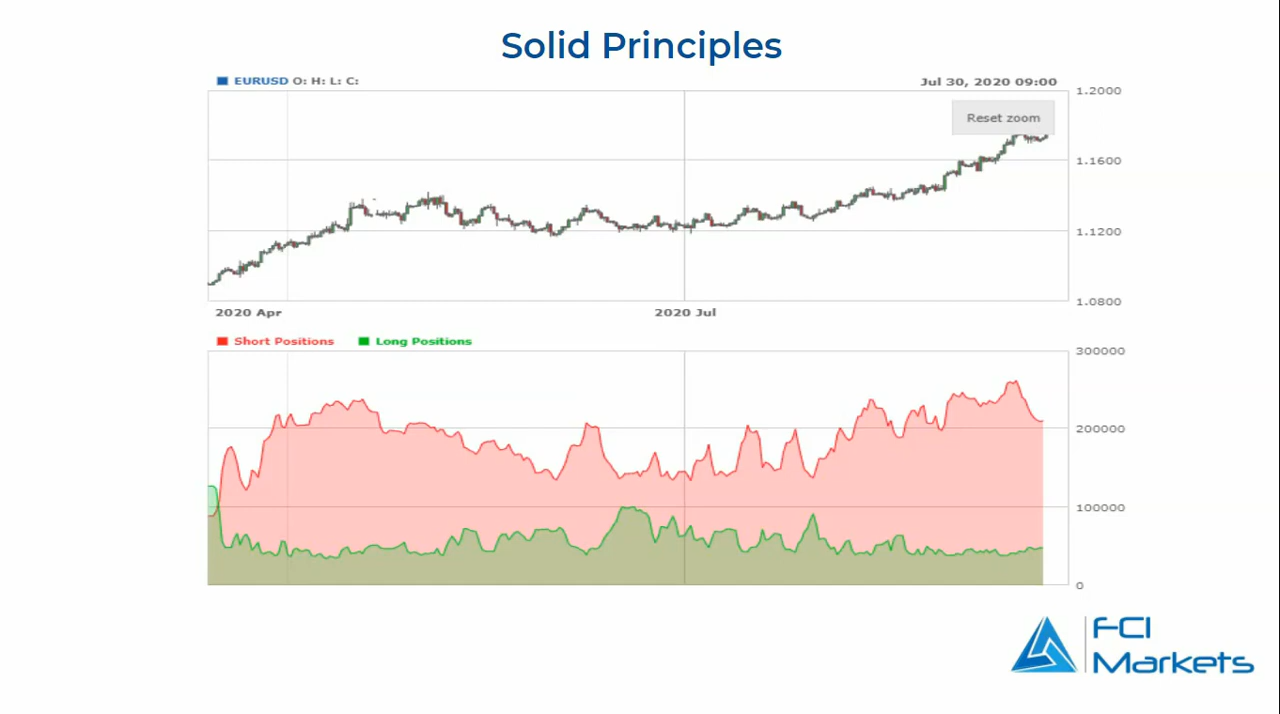 Solid Principles
EURUSD O: H: L: C:
Jul 30, 2020 09:00
1.2000
Reset zoom
1.1600
1.1200
1.0800
2020 Apr
2020 Jul
Short Positions
Long Positions
300000
200000
100000
0
FCI
Markets